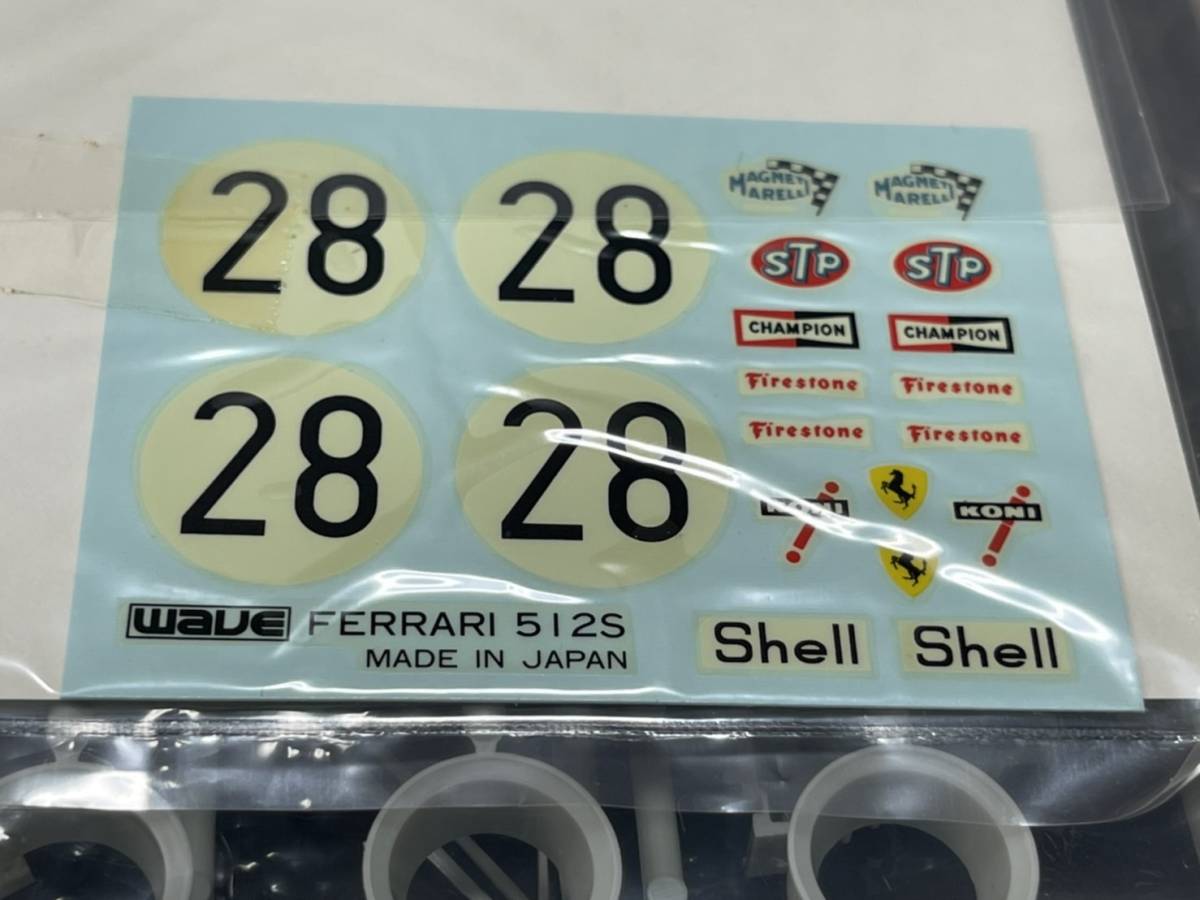 28
28
MAGNETI
MARELLI
MAGNETI
MARELLI
STP
STP
CHAMPION
CHAMPION
Firestone
Firestone
Firestone
Firestone
28
28
KONI
KONI
wave FERRARI 512S
MADE IN JAPAN
Shell
Shell